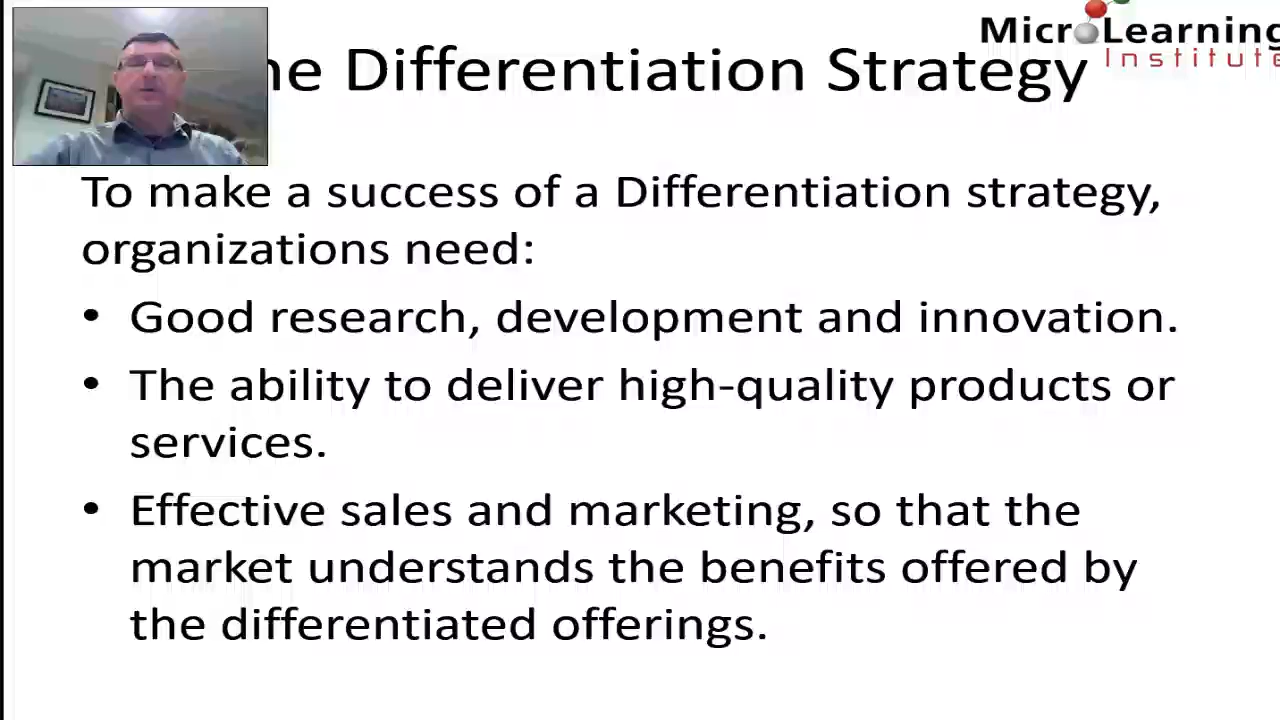 MicroLearning
Institute
he Differentiation Strategy
To make a success of a Differentiation strategy,
organizations need:
• Good research, development and innovation.
• The ability to deliver high-quality products or
services.
• Effective sales and marketing, so that the
market understands the benefits offered by
the differentiated offerings.